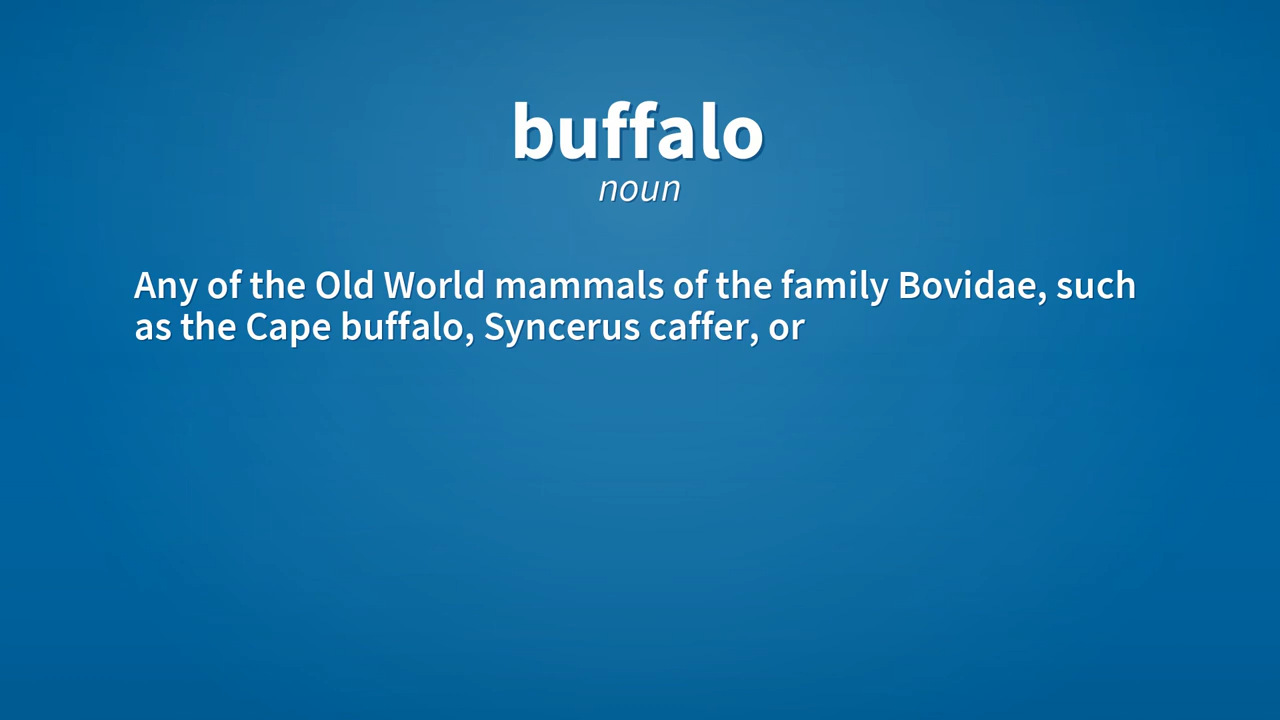 buffalo
noun
Any of the Old World mammals of the family Bovidae, such
as the Cape buffalo, Syncerus caffer, or